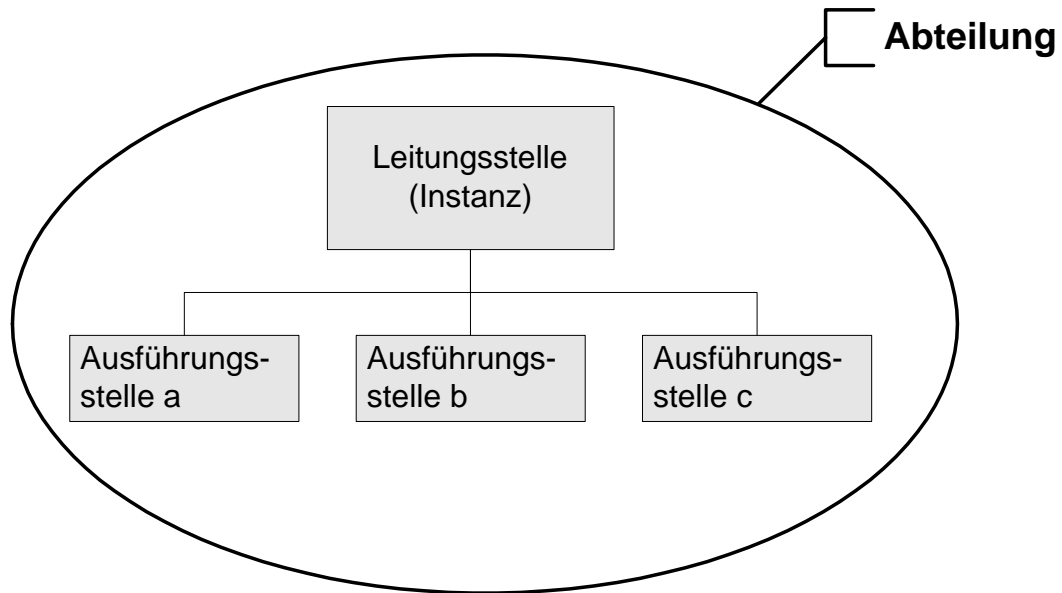 Abteilung
Leitungsstelle
(Instanz)
Ausführungs-
stelle a
Ausführungs-
stelle b
Ausführungs-
stelle c